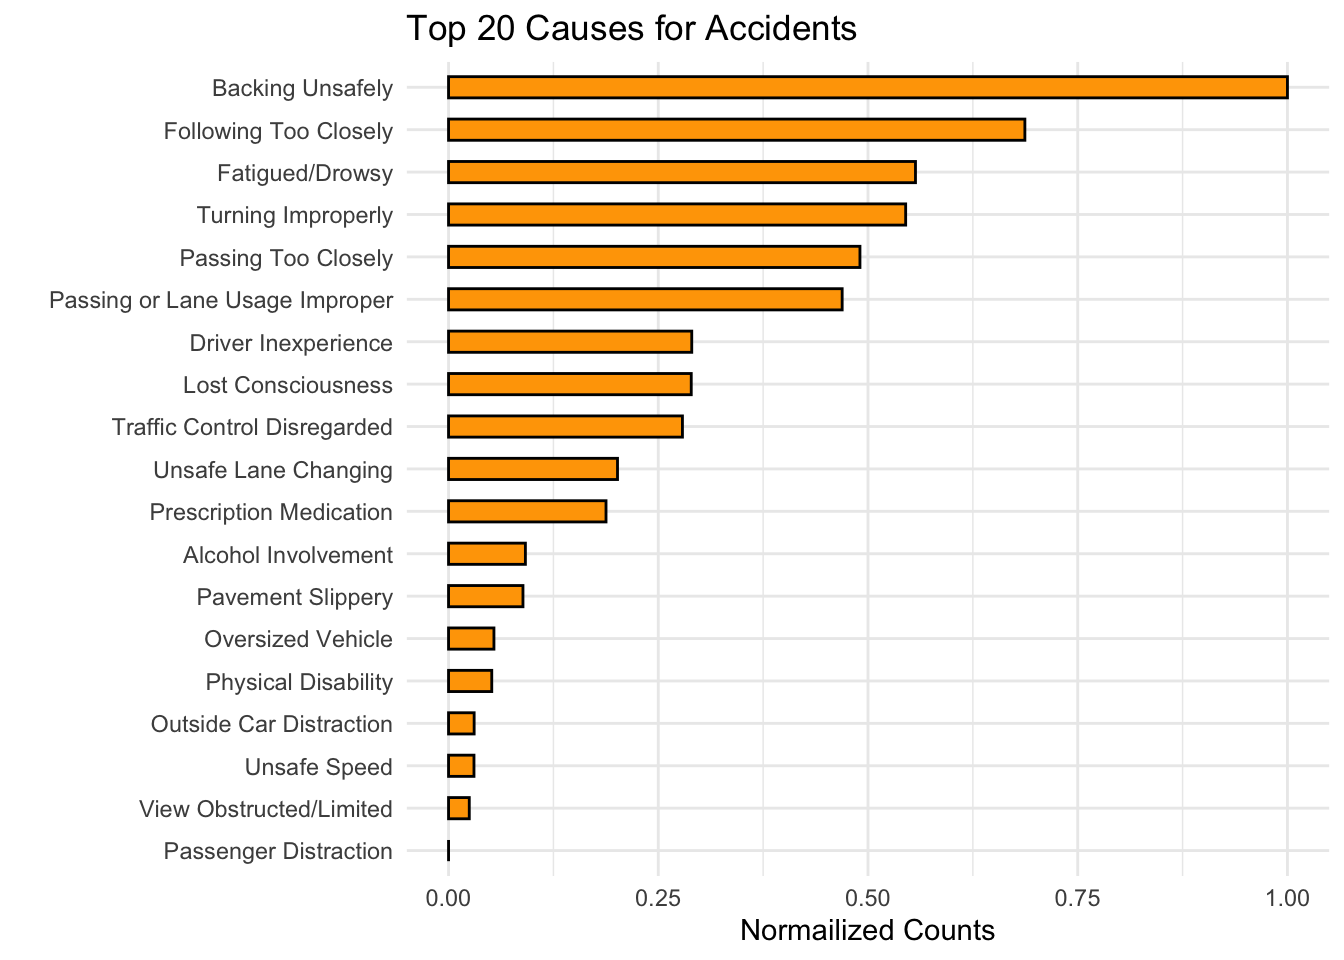 Top 20 Causes for Accidents
Backing Unsafely
Following Too Closely
Fatigued/Drowsy
Turning Improperly
Passing Too Closely
Passing or Lane Usage Improper
Driver Inexperience
Lost Consciousness
Traffic Control Disregarded
Unsafe Lane Changing
Prescription Medication
Alcohol Involvement
Pavement Slippery
Oversized Vehicle
Physical Disability
Outside Car Distraction
Unsafe Speed
View Obstructed/Limited
Passenger Distraction
0.00 0.25 0.50 0.75 1.00
Normailized Counts